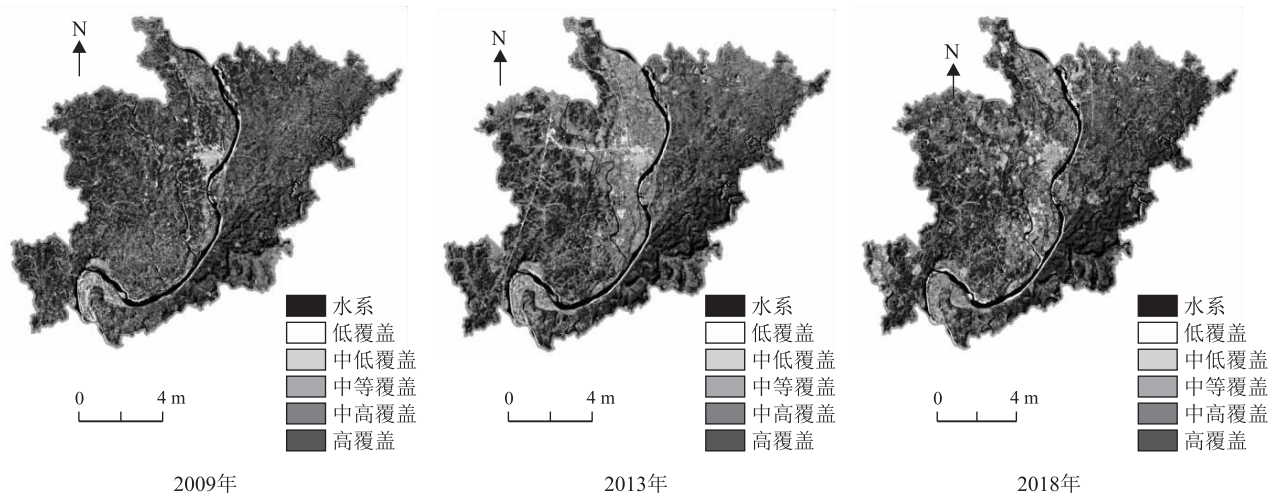 N
水系
低覆盖
中低覆盖
中等覆盖
中高覆盖
高覆盖
0 4 m
2009年
N
水系
低覆盖
中低覆盖
中等覆盖
中高覆盖
高覆盖
0 4 m
2013年
N
水系
低覆盖
中低覆盖
中等覆盖
中高覆盖
高覆盖
0 4 m
2018年